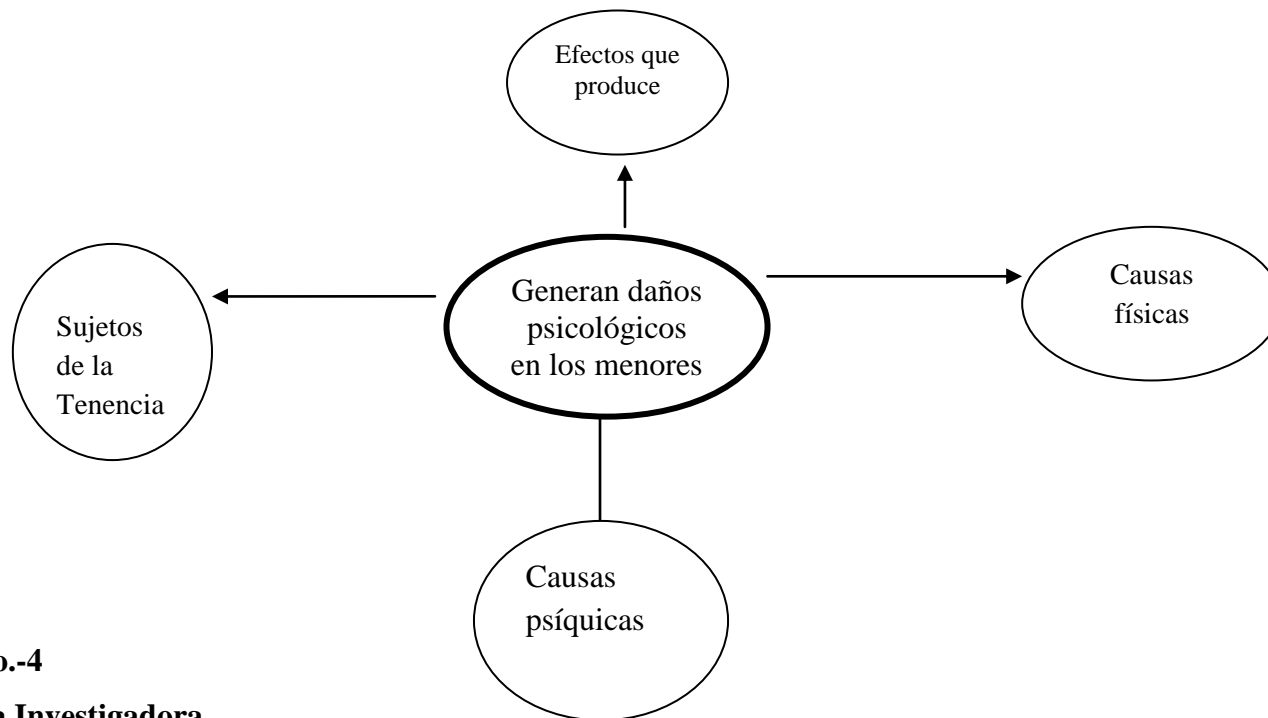 Efectos que
produce
Generan daños
psicológicos
en los menores
Causas
físicas
Sujetos
de la
Tenencia
Causas
psíquicas
o.-4
Investigadora